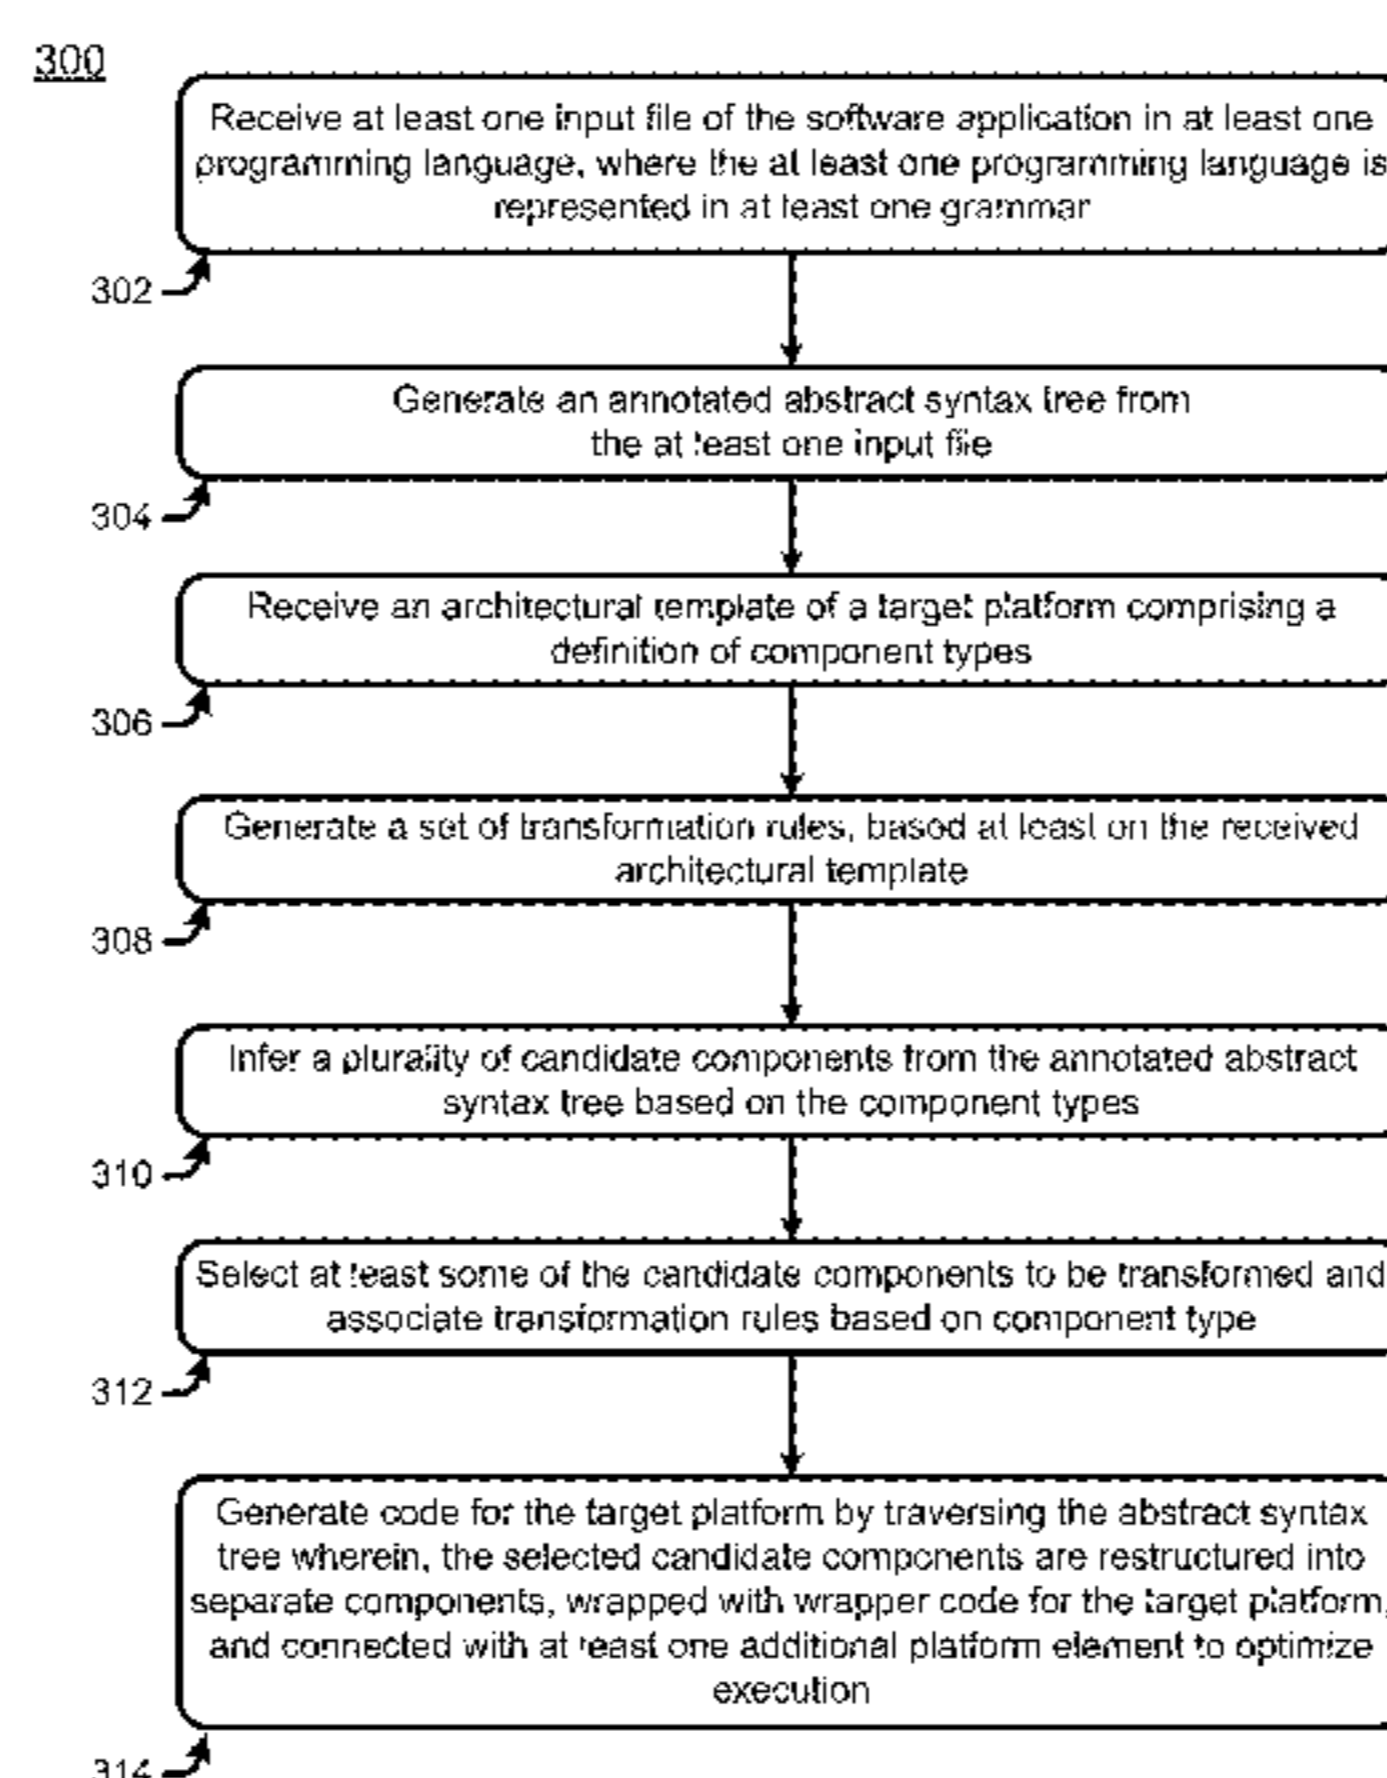 300
Receive at least one input file of the software application in at least one
programming language, where the at least one programming language is
represented in at least one grammar
302
Generate an annotated abstract syntax tree from
the at least one input file
304
Receive an architectural template of a target platform comprising a
definition of component types
306
Generate a set of transformation rules, based at least on the received
architectural template
308
Infer a plurality of candidate components from the annotated abstract
syntax tree based on the component types
310
Select at least some of the candidate components to be transformed and
associate transformation rules based on component type
312
Generate code for the target platform by traversing the abstract syntax
tree wherein, the selected candidate components are restructured into
separate components, wrapped with wrapper code for the target platform,
and connected with at least one additional platform element to optimize
execution
314